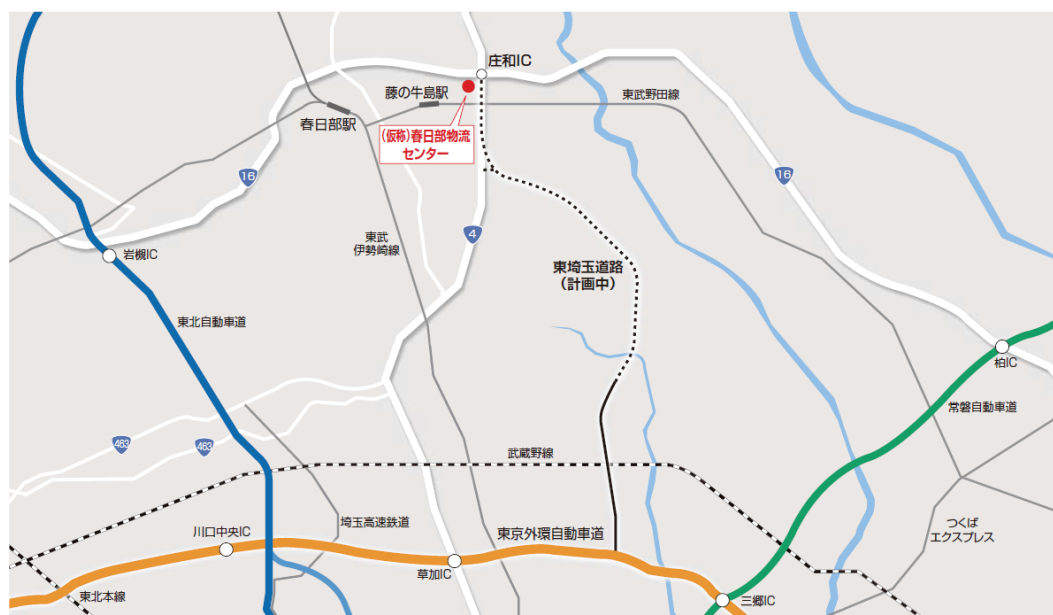 庄和IC
藤の牛島駅
東武野田線
春日部駅
(仮称)春日部物流
センター
16
16
4
東武
伊勢崎線
岩槻IC
東埼玉道路
(計画中)
東北自動車道
柏IC
常磐自動車道
463
463
武蔵野線
川口中央IC
埼玉高速鉄道
東京外環自動車道
つくば
エクスプレス
草加IC
東北本線
三郷IC